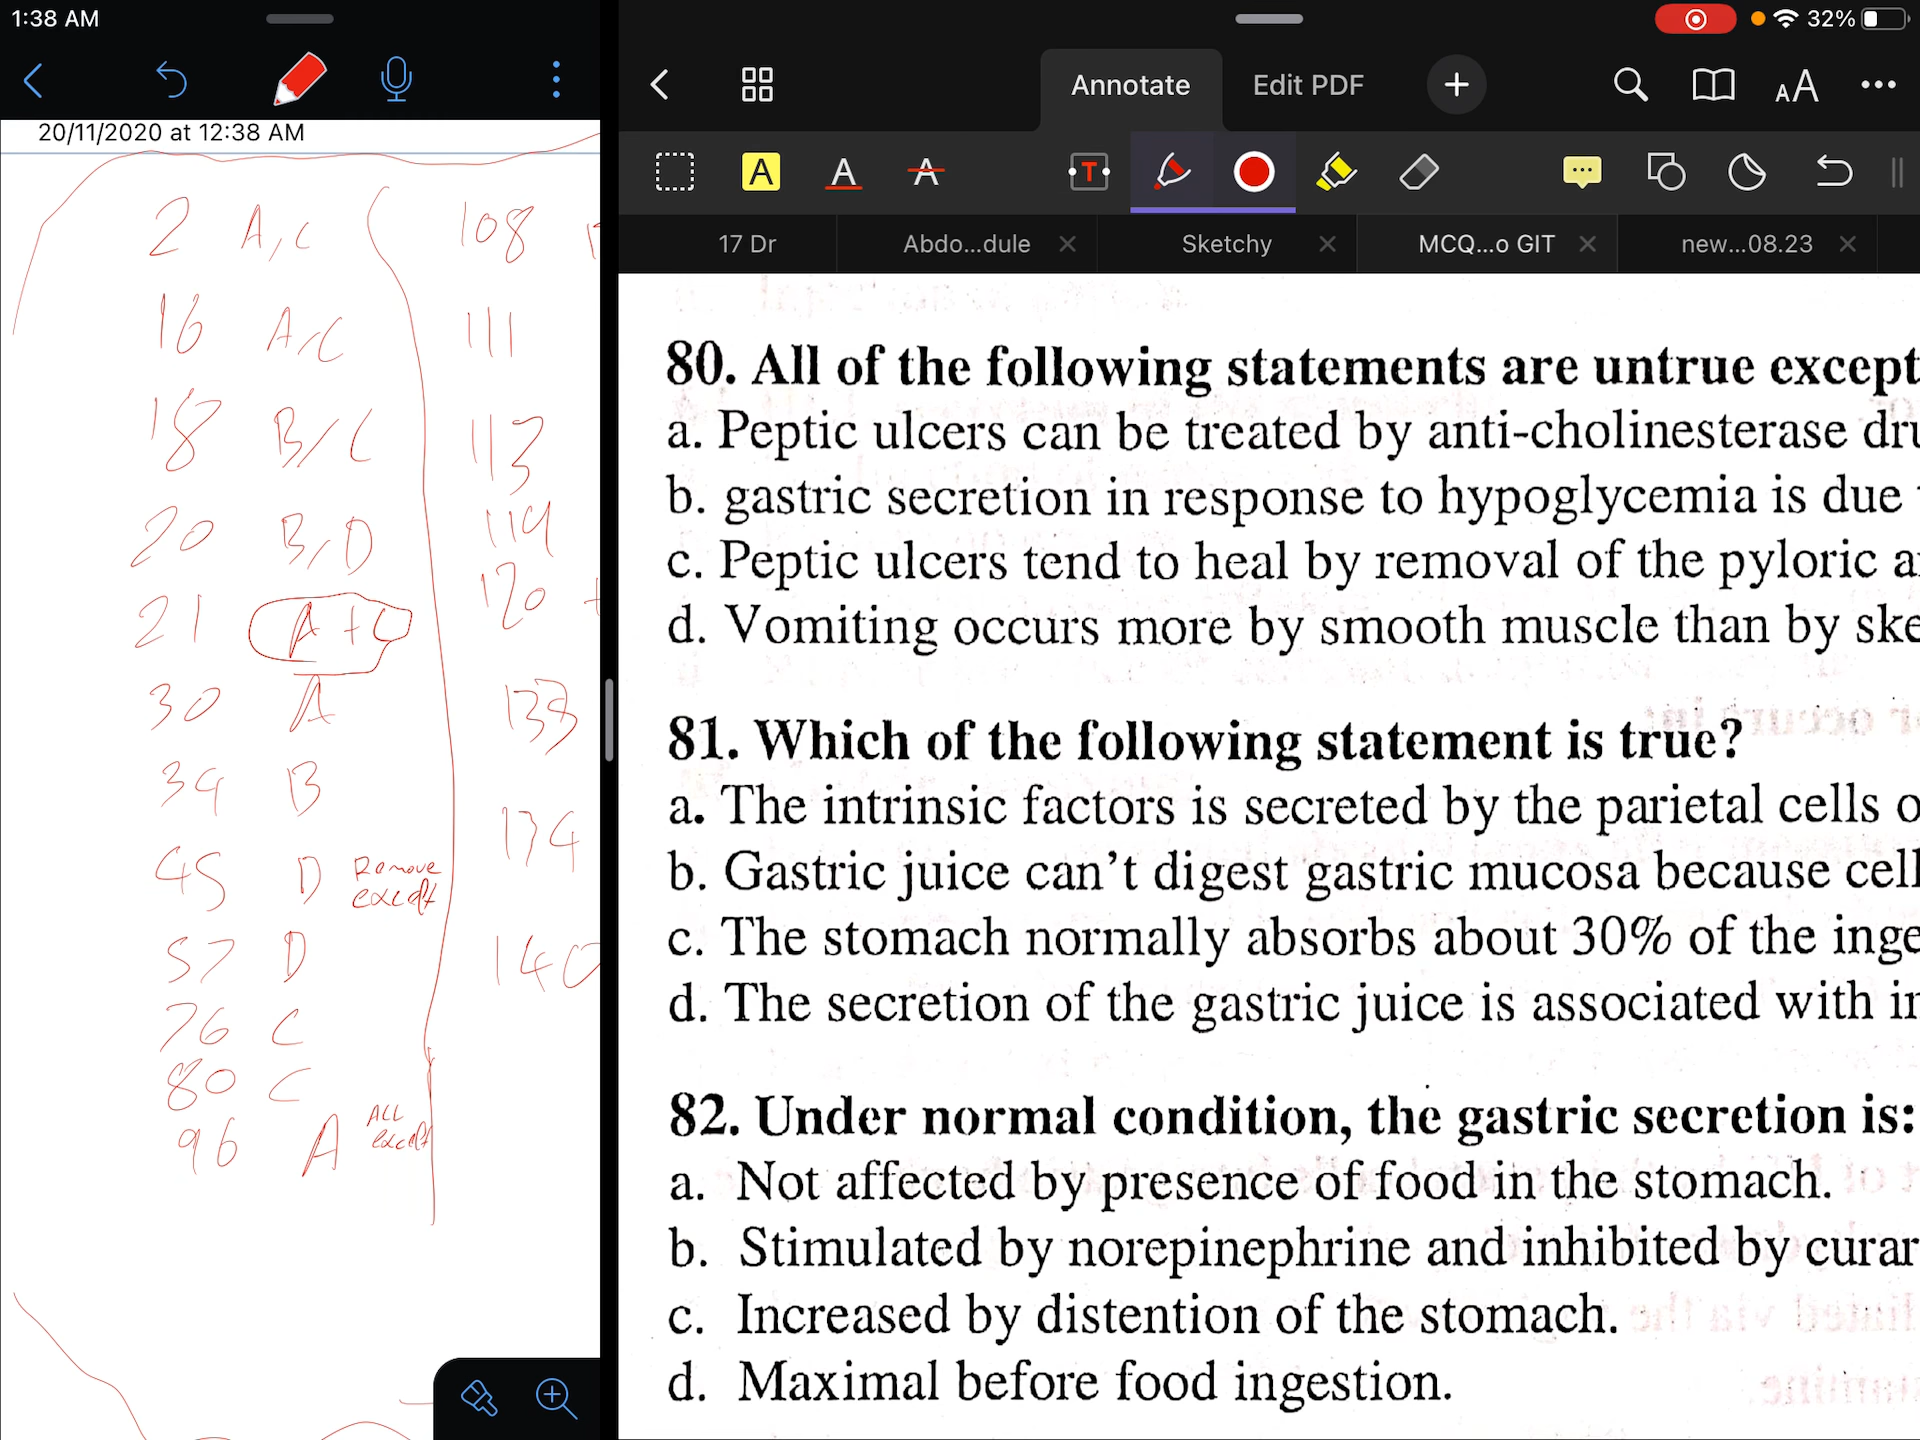 1:38 AM
32%
Annotate
Edit PDF
AA
20/11/2020 at 12:38 AM
A
A
A
T
17 Dr
Abdo...dule
Sketchy
MCQ...o GIT
new...08.23
2 A,C
108
16 A/C
111
18 B/C
113
20 B/D
114
21 A+C
120
30 A
133
34 B
134
45 D Remove except
57 D
140
76 C
80 C
96 A ALL except
80. All of the following statements are untrue except
a. Peptic ulcers can be treated by anti-cholinesterase dru
b. gastric secretion in response to hypoglycemia is due
c. Peptic ulcers tend to heal by removal of the pyloric a
d. Vomiting occurs more by smooth muscle than by ske
81. Which of the following statement is true?
a. The intrinsic factors is secreted by the parietal cells o
b. Gastric juice can't digest gastric mucosa because cell
c. The stomach normally absorbs about 30% of the inge
d. The secretion of the gastric juice is associated with in
82. Under normal condition, the gastric secretion is:
a. Not affected by presence of food in the stomach.
b. Stimulated by norepinephrine and inhibited by curar
c. Increased by distention of the stomach.
d. Maximal before food ingestion.